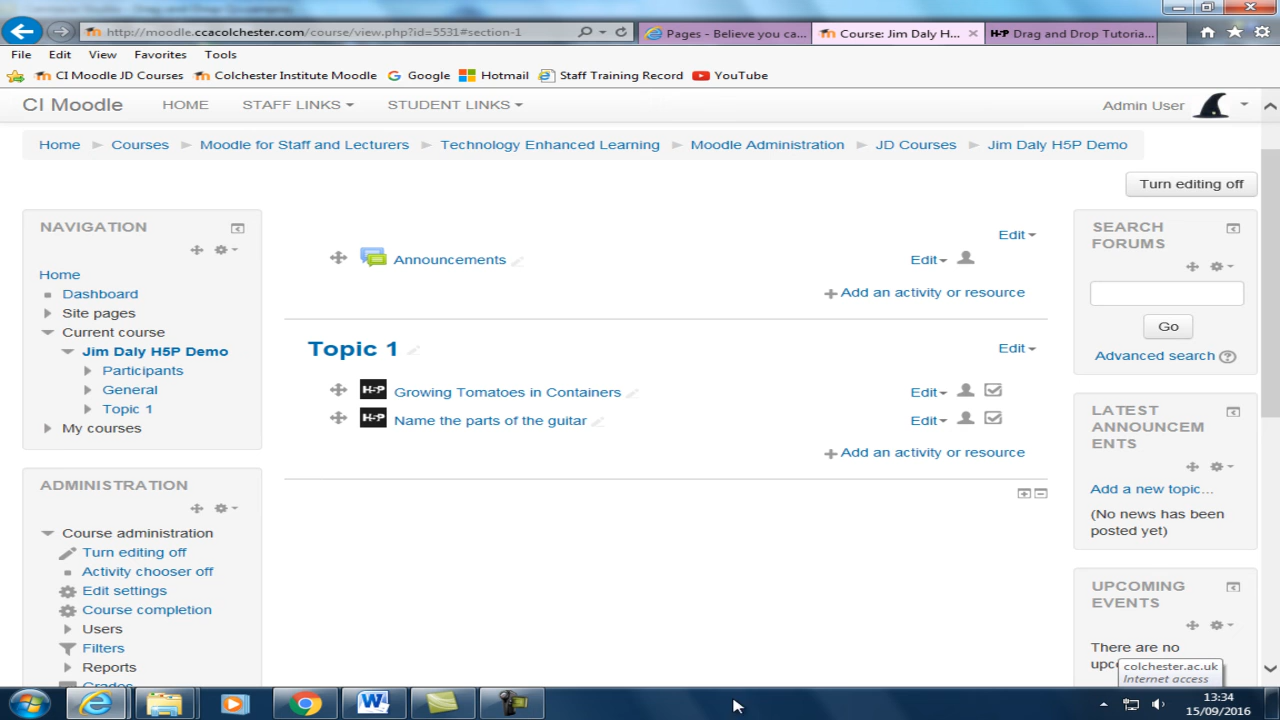 http://moodle.ccacolchester.com/course/view.php?id=5531#section-1
Pages - Believe you ca...
Course: Jim Daly H...
H-P Drag and Drop Tutoria...
File Edit View Favorites Tools
CI Moodle JD Courses Colchester Institute Moodle Google Hotmail Staff Training Record YouTube
CI Moodle HOME STAFF LINKS STUDENT LINKS Admin User
Home Courses Moodle for Staff and Lecturers Technology Enhanced Learning Moodle Administration JD Courses Jim Daly H5P Demo
Turn editing off
NAVIGATION
Home
Dashboard
Site pages
Current course
Jim Daly H5P Demo
Participants
General
Topic 1
My courses
ADMINISTRATION
Course administration
Turn editing off
Activity chooser off
Edit settings
Course completion
Users
Filters
Reports
Grades
Edit
Announcements Edit
Add an activity or resource
Topic 1 Edit
H-P Growing Tomatoes in Containers Edit
H-P Name the parts of the guitar Edit
Add an activity or resource
SEARCH
FORUMS
Go
Advanced search
LATEST
ANNOUNCEM
ENTS
Add a new topic...
(No news has been
posted yet)
UPCOMING
EVENTS
There are no
upco
colchester.ac.uk
Internet access
13:34
15/09/2016